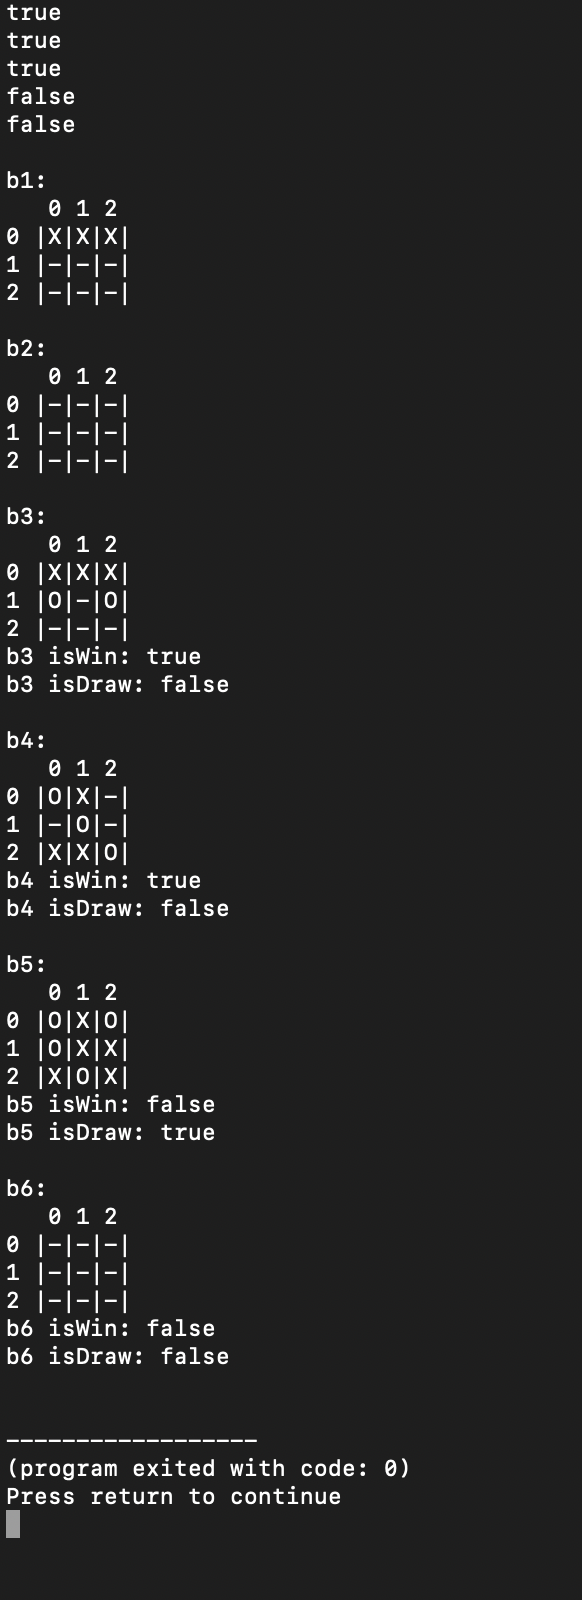 true
true
true
false
false

b1:
   0 1 2
0 |X|X|X|
1 |-|-|-|
2 |-|-|-|

b2:
   0 1 2
0 |-|-|-|
1 |-|-|-|
2 |-|-|-|

b3:
   0 1 2
0 |X|X|X|
1 |O|-|O|
2 |-|-|-|
b3 isWin: true
b3 isDraw: false

b4:
   0 1 2
0 |O|X|-|
1 |-|O|-|
2 |X|X|O|
b4 isWin: true
b4 isDraw: false

b5:
   0 1 2
0 |O|X|O|
1 |O|X|X|
2 |X|O|X|
b5 isWin: false
b5 isDraw: true

b6:
   0 1 2
0 |-|-|-|
1 |-|-|-|
2 |-|-|-|
b6 isWin: false
b6 isDraw: false


------------------
(program exited with code: 0)
Press return to continue